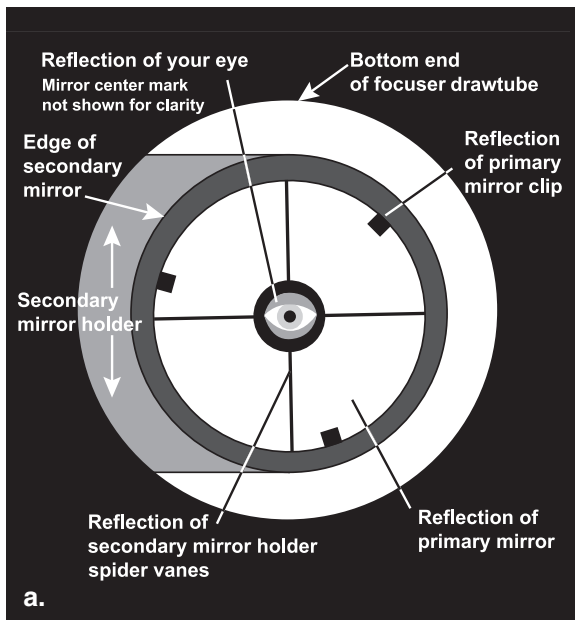 Reflection of your eye
Mirror center mark
not shown for clarity
Bottom end
of focuser drawtube
Edge of
secondary
mirror
Reflection
of primary
mirror clip
Secondary
mirror holder
Reflection of
secondary mirror holder
spider vanes
Reflection of
primary mirror
a.